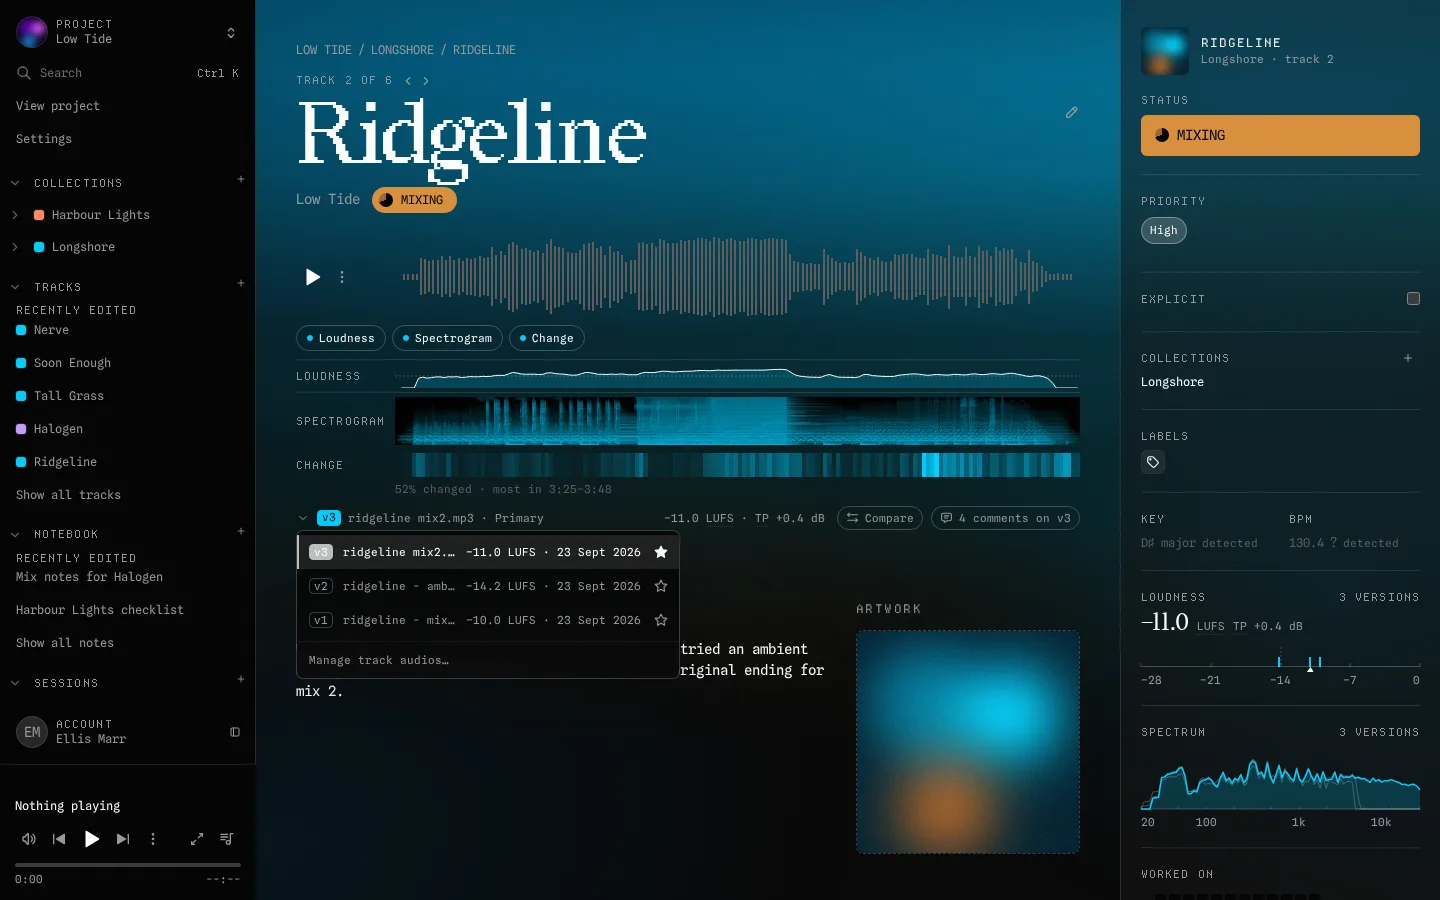 PROJECT
Low Tide
Search Ctrl K
View project
Settings
COLLECTIONS +
Harbour Lights
Longshore
TRACKS +
RECENTLY EDITED
Nerve
Soon Enough
Tall Grass
Halogen
Ridgeline
Show all tracks
NOTEBOOK +
RECENTLY EDITED
Mix notes for Halogen
Harbour Lights checklist
Show all notes
SESSIONS +
EM
ACCOUNT
Ellis Marr
Nothing playing
0:00 --:--
LOW TIDE / LONGSHORE / RIDGELINE
TRACK 2 OF 6 < >
Ridgeline
Low Tide MIXING
Loudness Spectrogram Change
LOUDNESS
SPECTROGRAM
CHANGE
52% changed · most in 3:25–3:48
v3 ridgeline mix2.mp3 · Primary −11.0 LUFS · TP +0.4 dB Compare 4 comments on v3
v3 ridgeline mix2.… −11.0 LUFS · 23 Sept 2026
v2 ridgeline - amb… −14.2 LUFS · 23 Sept 2026
v1 ridgeline - mix… −10.0 LUFS · 23 Sept 2026
Manage track audios…
tried an ambient
riginal ending for
mix 2.
ARTWORK
RIDGELINE
Longshore · track 2
STATUS
MIXING
PRIORITY
High
EXPLICIT
COLLECTIONS +
Longshore
LABELS
KEY BPM
D♯ major detected 130.4 ? detected
LOUDNESS 3 VERSIONS
−11.0 LUFS TP +0.4 dB
−28 −21 −14 −7 0
SPECTRUM 3 VERSIONS
20 100 1k 10k
WORKED ON